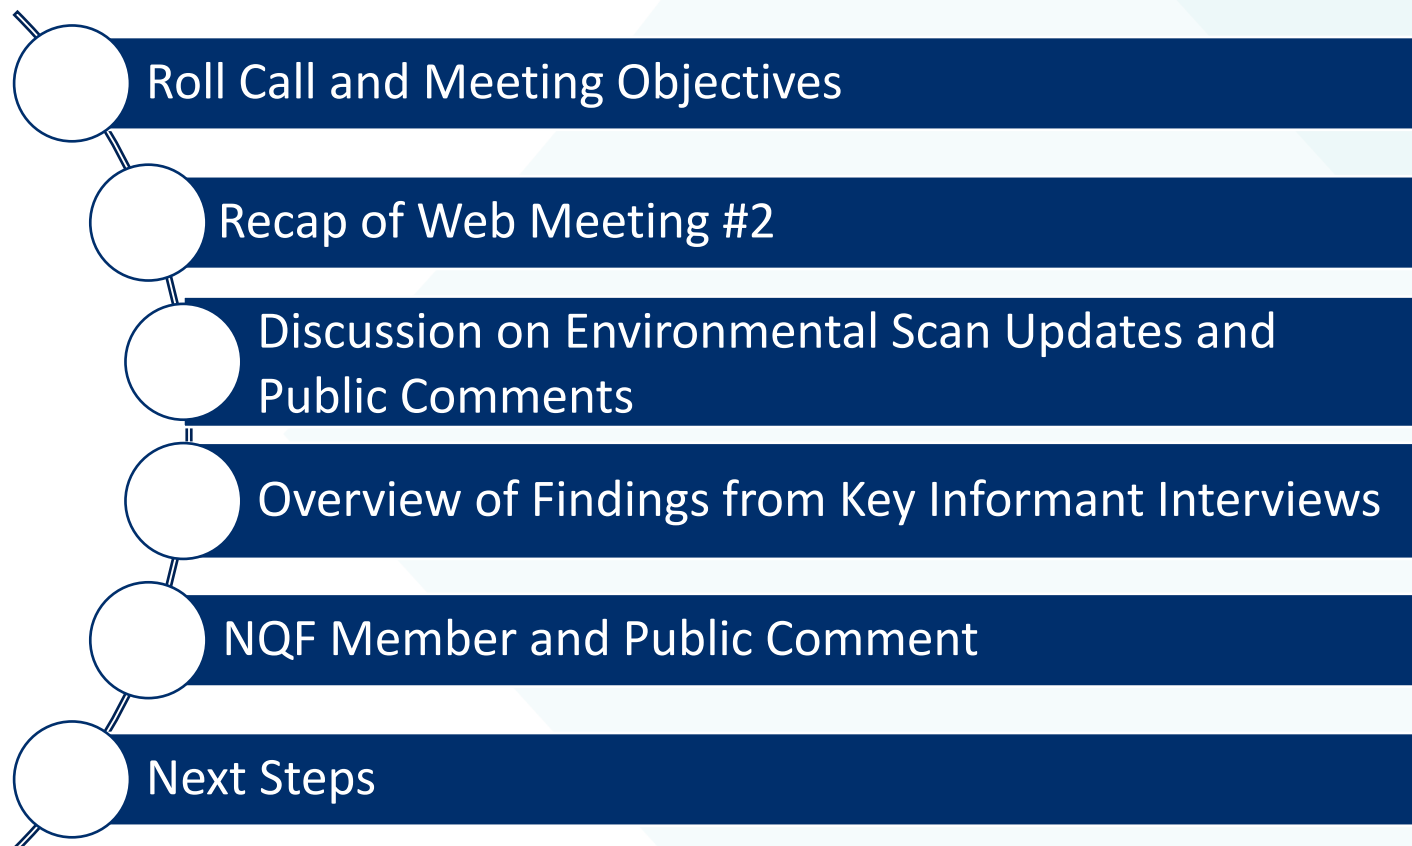 Roll Call and Meeting Objectives
Recap of Web Meeting #2
Discussion on Environmental Scan Updates and
Public Comments
Overview of Findings from Key Informant Interviews
NQF Member and Public Comment
Next Steps